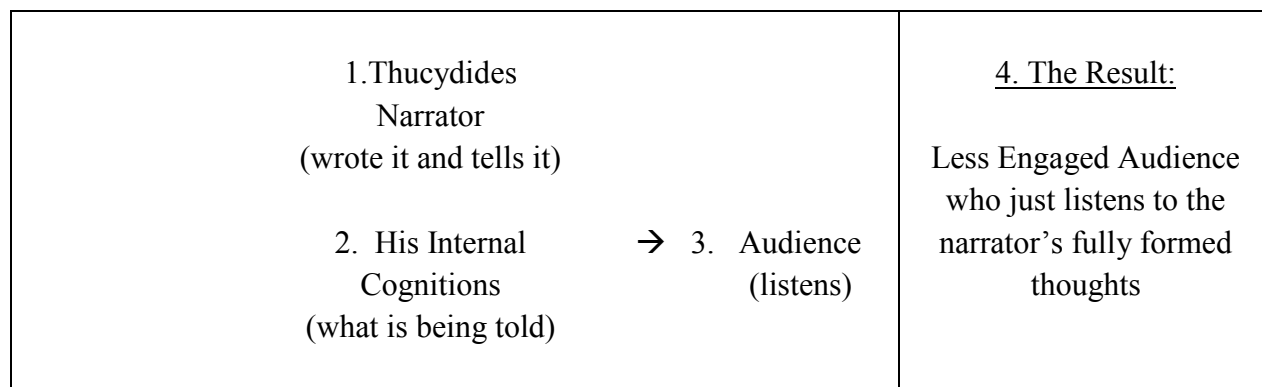 1.Thucydides
Narrator
(wrote it and tells it)
2. His Internal → 3. Audience
Cognitions (listens)
(what is being told)
4. The Result:
Less Engaged Audience
who just listens to the
narrator’s fully formed
thoughts